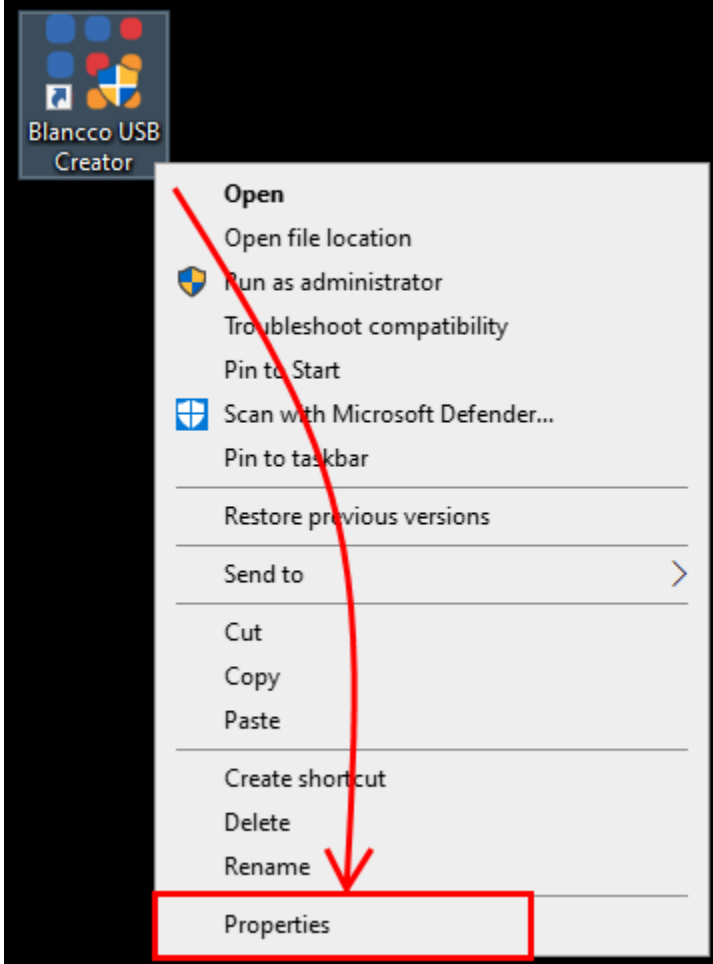 Blancco USB
Creator
Open
Open file location
Run as administrator
Troubleshoot compatibility
Pin to Start
Scan with Microsoft Defender...
Pin to taskbar
Restore previous versions
Send to
Cut
Copy
Paste
Create shortcut
Delete
Rename
Properties